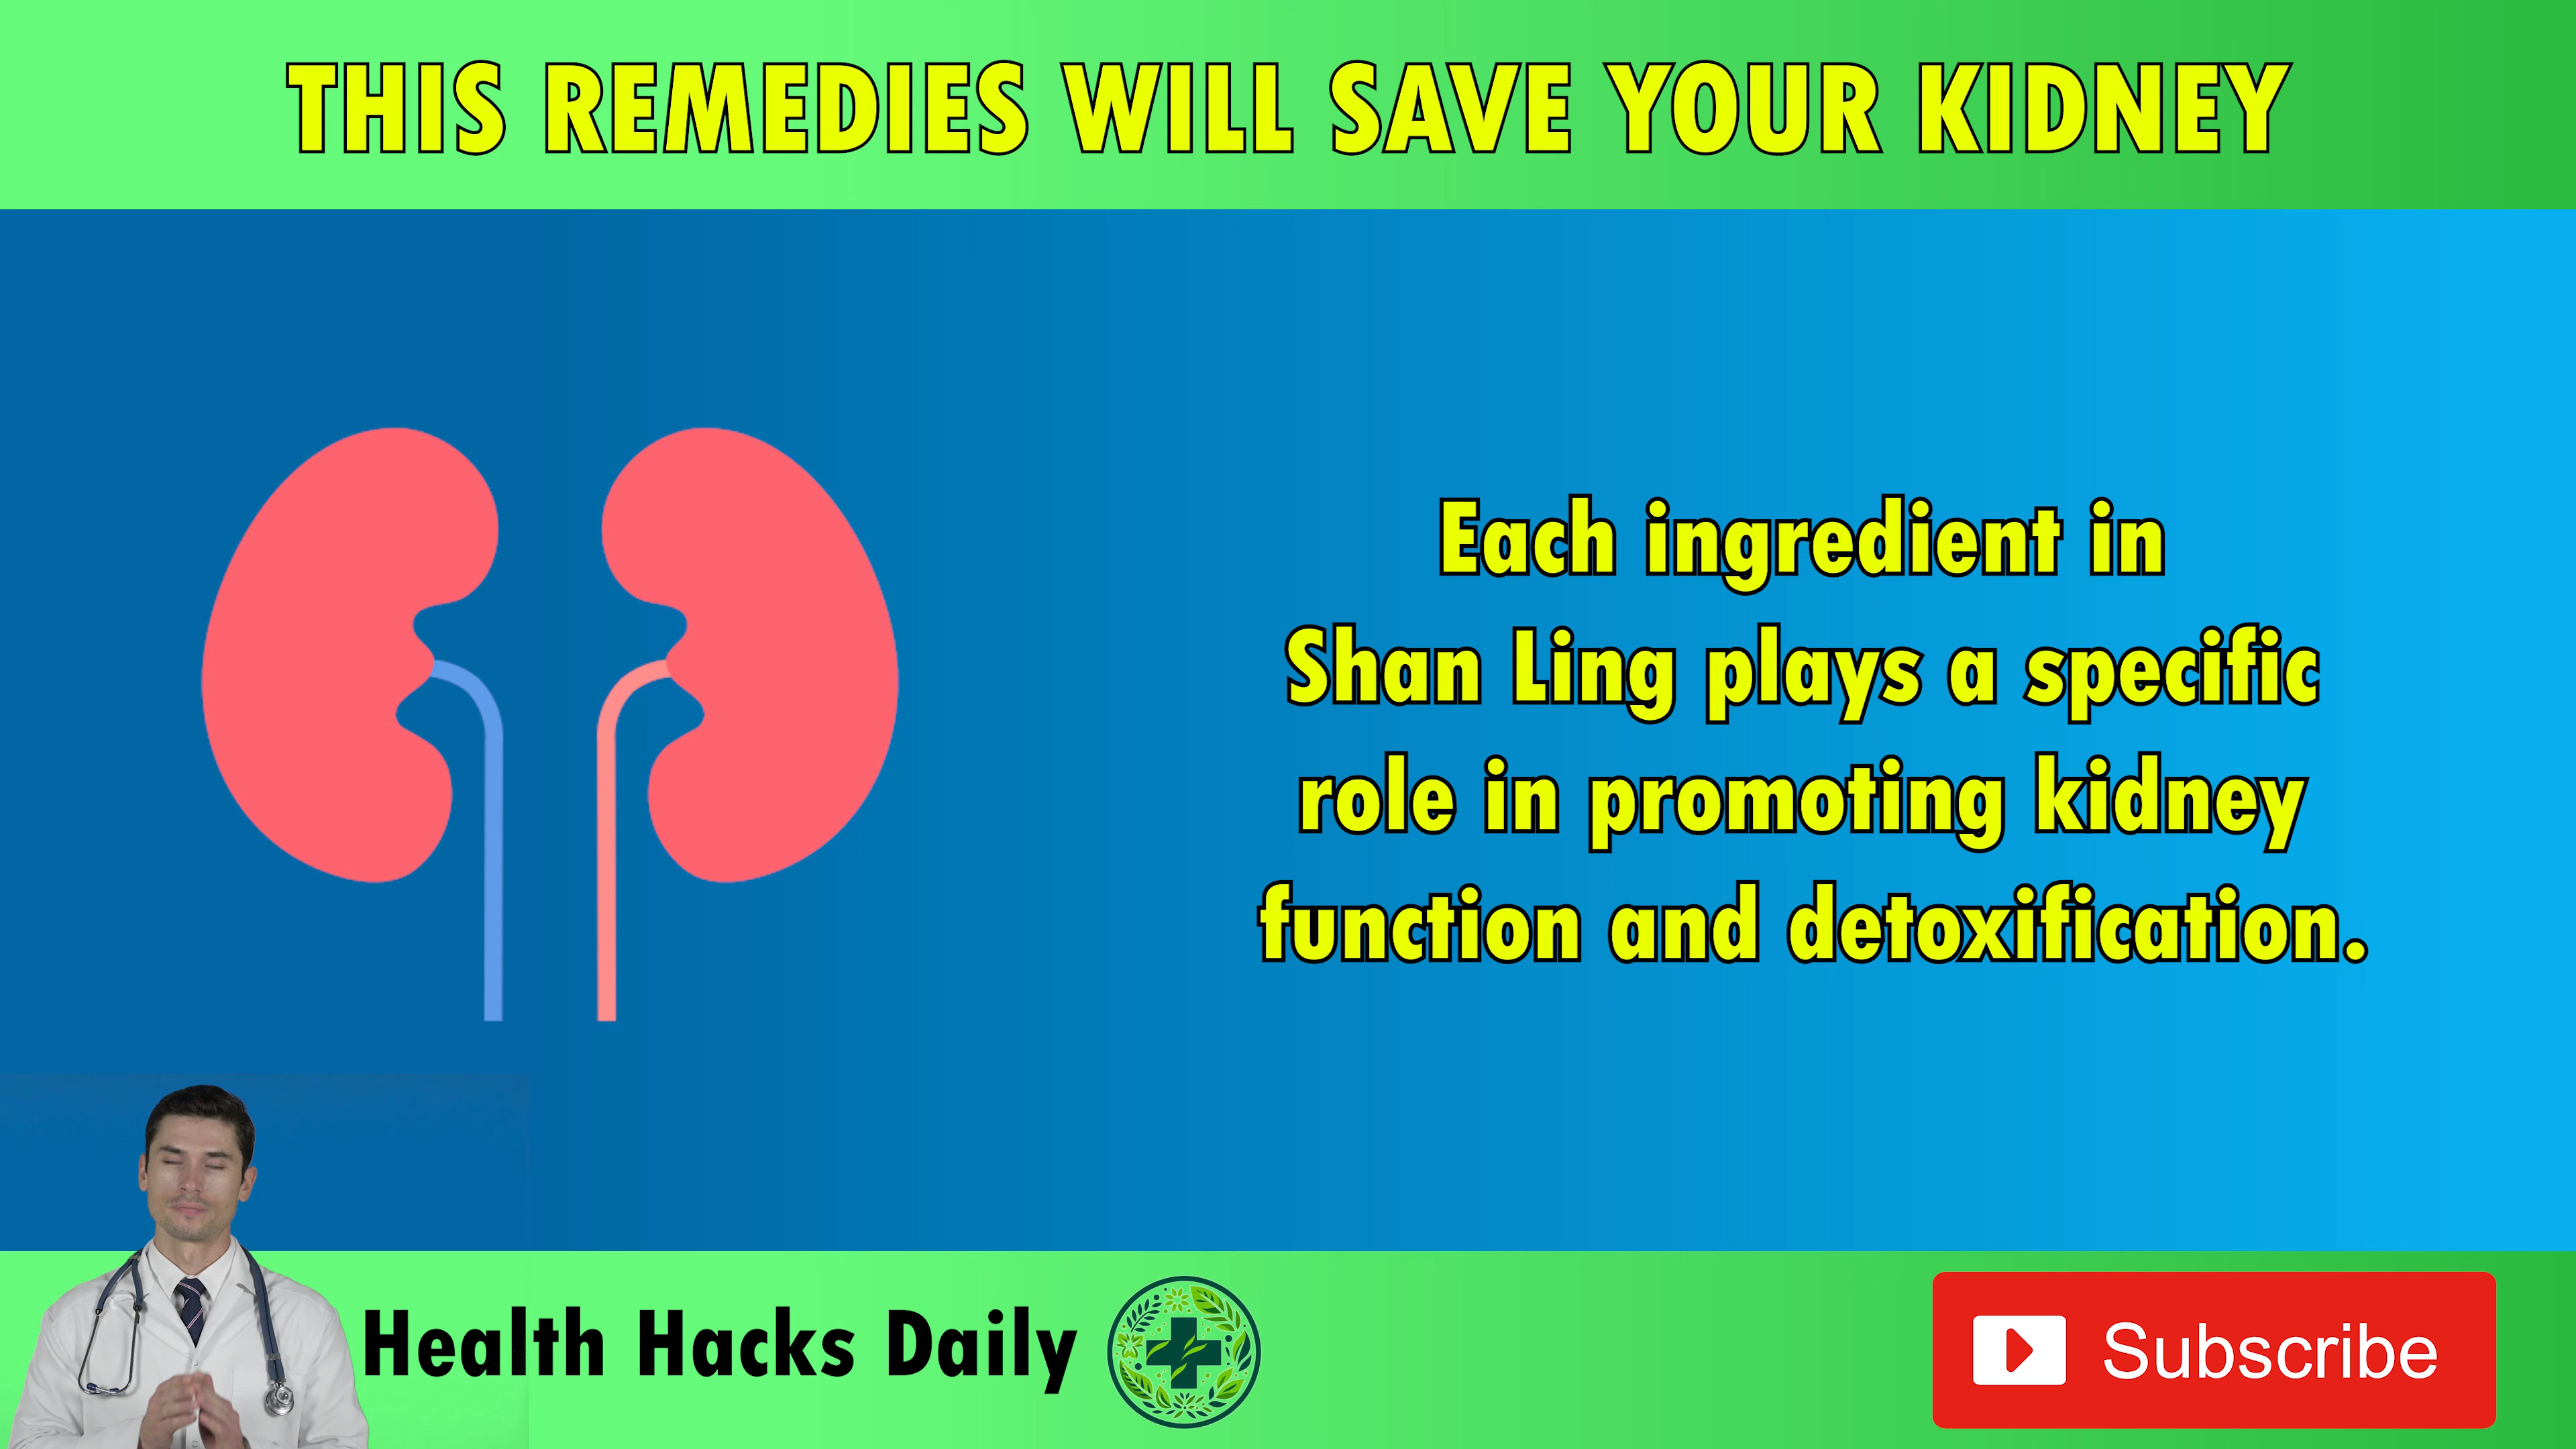 THIS REMEDIES WILL SAVE YOUR KIDNEY
Each ingredient in
Shan Ling plays a specific
role in promoting kidney
function and detoxification.
Health Hacks Daily
Subscribe